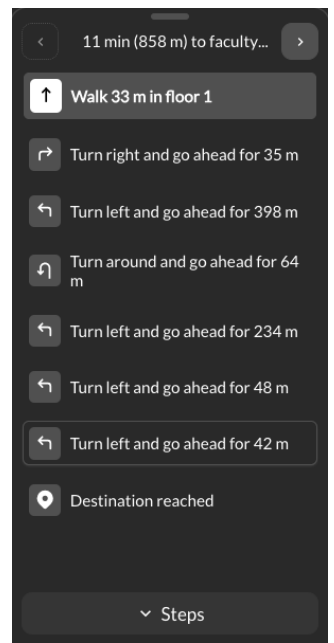 11 min (858 m) to faculty...
Walk 33 m in floor 1
Turn right and go ahead for 35 m
Turn left and go ahead for 398 m
Turn around and go ahead for 64
m
Turn left and go ahead for 234 m
Turn left and go ahead for 48 m
Turn left and go ahead for 42 m
Destination reached
Steps